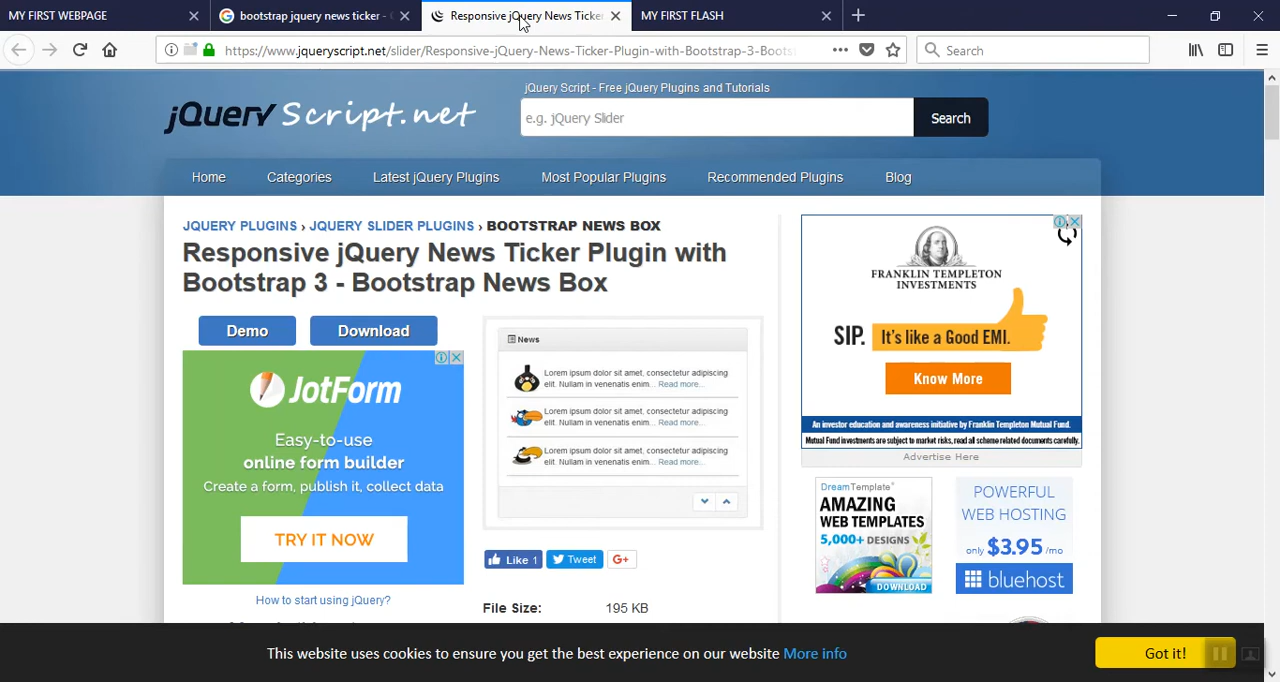 MY FIRST WEBPAGE
bootstrap jquery news ticker -
Responsive jQuery News Ticker
MY FIRST FLASH
https://www.jqueryscript.net/slider/Responsive-jQuery-News-Ticker-Plugin-with-Bootstrap-3-Boots
Search
jQuery Script.net
jQuery Script - Free jQuery Plugins and Tutorials
e.g. jQuery Slider
Search
Home
Categories
Latest jQuery Plugins
Most Popular Plugins
Recommended Plugins
Blog
JQUERY PLUGINS › JQUERY SLIDER PLUGINS › BOOTSTRAP NEWS BOX
Responsive jQuery News Ticker Plugin with
Bootstrap 3 - Bootstrap News Box
Demo
Download
JotForm
Easy-to-use
online form builder
Create a form, publish it, collect data
TRY IT NOW
How to start using jQuery?
News
Lorem ipsum dolor sit amet, consectetur adipiscing
elit. Nullam in venenatis enim... Read more...
Lorem ipsum dolor sit amet, consectetur adipiscing
elit. Nullam in venenatis enim... Read more...
Lorem ipsum dolor sit amet, consectetur adipiscing
elit. Nullam in venenatis enim... Read more...
Like 1
Tweet
G+
File Size: 195 KB
FRANKLIN TEMPLETON
INVESTMENTS
SIP. It's like a Good EMI.
Know More
An investor education and awareness initiative by Franklin Templeton Mutual Fund.
Mutual Fund investments are subject to market risks, read all scheme related documents carefully.
Advertise Here
DreamTemplate
AMAZING
WEB TEMPLATES
5,000+ DESIGNS
DOWNLOAD
POWERFUL
WEB HOSTING
only $3.95 /mo
bluehost
This website uses cookies to ensure you get the best experience on our website More info
Got it!